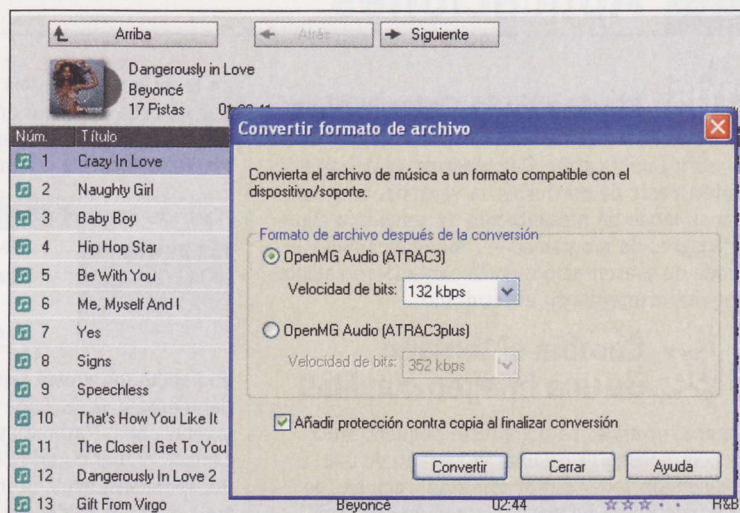 Arriba
Atrás
Siguiente
Dangerously in Love
Beyoncé
17 Pistas
Núm. Título
1 Crazy In Love
2 Naughty Girl
3 Baby Boy
4 Hip Hop Star
5 Be With You
6 Me, Myself And I
7 Yes
8 Signs
9 Speechless
10 That's How You Like It
11 The Closer I Get To You
12 Dangerously In Love 2
13 Gift From Virgo Beyoncé 02:44 R&B
Convertir formato de archivo
Convierta el archivo de música a un formato compatible con el
dispositivo/soporte.
Formato de archivo después de la conversión
OpenMG Audio (ATRAC3)
Velocidad de bits: 132 kbps
OpenMG Audio (ATRAC3plus)
Velocidad de bits: 352 kbps
Añadir protección contra copia al finalizar conversión
Convertir
Cerrar
Ayuda